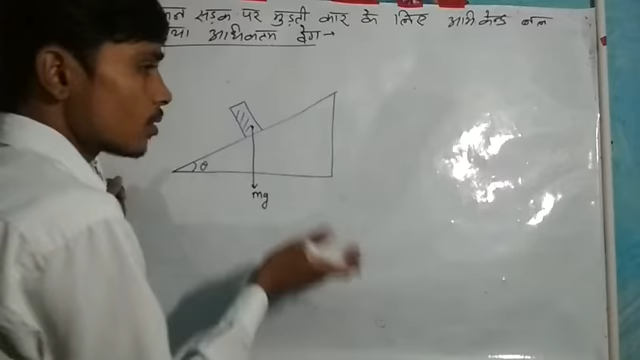 सड़क पर मुड़ती कार के लिए अभिकेन्द्र बल
अधिकतम वेग→
θ
mg